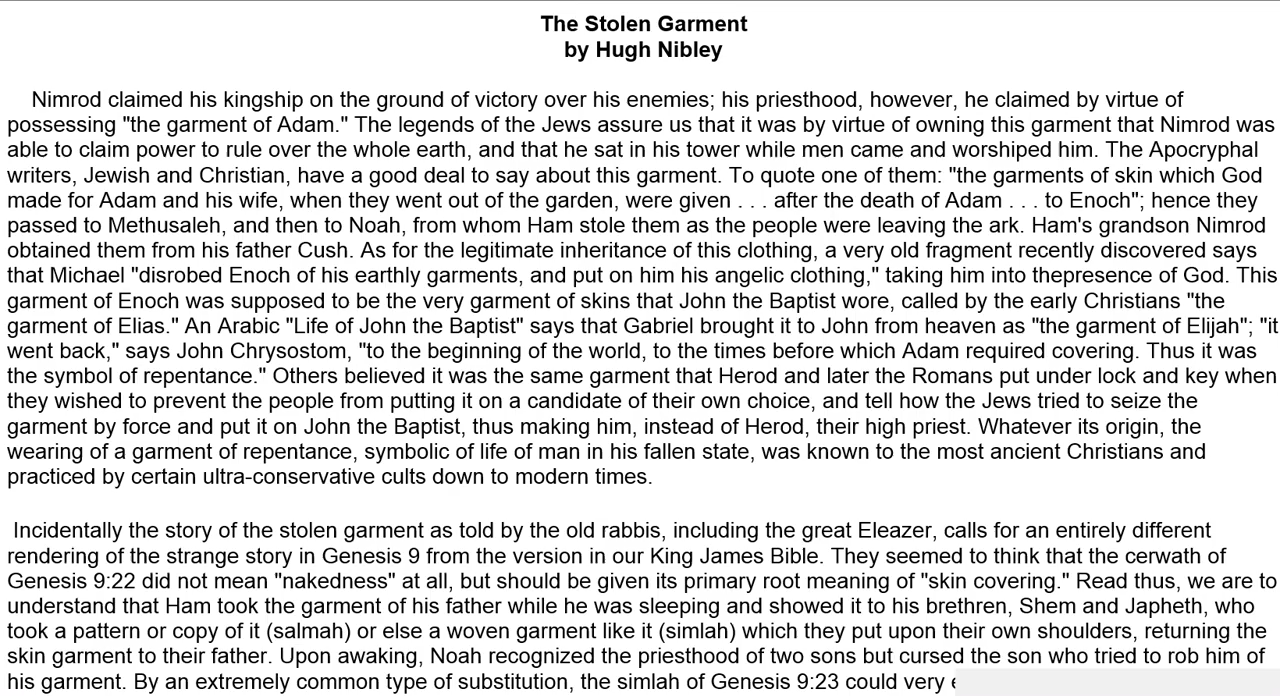 The Stolen Garment
by Hugh Nibley
Nimrod claimed his kingship on the ground of victory over his enemies; his priesthood, however, he claimed by virtue of
possessing "the garment of Adam." The legends of the Jews assure us that it was by virtue of owning this garment that Nimrod was
able to claim power to rule over the whole earth, and that he sat in his tower while men came and worshiped him. The Apocryphal
writers, Jewish and Christian, have a good deal to say about this garment. To quote one of them: "the garments of skin which God
made for Adam and his wife, when they went out of the garden, were given . . . after the death of Adam . . . to Enoch"; hence they
passed to Methusaleh, and then to Noah, from whom Ham stole them as the people were leaving the ark. Ham's grandson Nimrod
obtained them from his father Cush. As for the legitimate inheritance of this clothing, a very old fragment recently discovered says
that Michael "disrobed Enoch of his earthly garments, and put on him his angelic clothing," taking him into thepresence of God. This
garment of Enoch was supposed to be the very garment of skins that John the Baptist wore, called by the early Christians "the
garment of Elias." An Arabic "Life of John the Baptist" says that Gabriel brought it to John from heaven as "the garment of Elijah"; "it
went back," says John Chrysostom, "to the beginning of the world, to the times before which Adam required covering. Thus it was
the symbol of repentance." Others believed it was the same garment that Herod and later the Romans put under lock and key when
they wished to prevent the people from putting it on a candidate of their own choice, and tell how the Jews tried to seize the
garment by force and put it on John the Baptist, thus making him, instead of Herod, their high priest. Whatever its origin, the
wearing of a garment of repentance, symbolic of life of man in his fallen state, was known to the most ancient Christians and
practiced by certain ultra-conservative cults down to modern times.
Incidentally the story of the stolen garment as told by the old rabbis, including the great Eleazer, calls for an entirely different
rendering of the strange story in Genesis 9 from the version in our King James Bible. They seemed to think that the cerwath of
Genesis 9:22 did not mean "nakedness" at all, but should be given its primary root meaning of "skin covering." Read thus, we are to
understand that Ham took the garment of his father while he was sleeping and showed it to his brethren, Shem and Japheth, who
took a pattern or copy of it (salmah) or else a woven garment like it (simlah) which they put upon their own shoulders, returning the
skin garment to their father. Upon awaking, Noah recognized the priesthood of two sons but cursed the son who tried to rob him of
his garment. By an extremely common type of substitution, the simlah of Genesis 9:23 could very